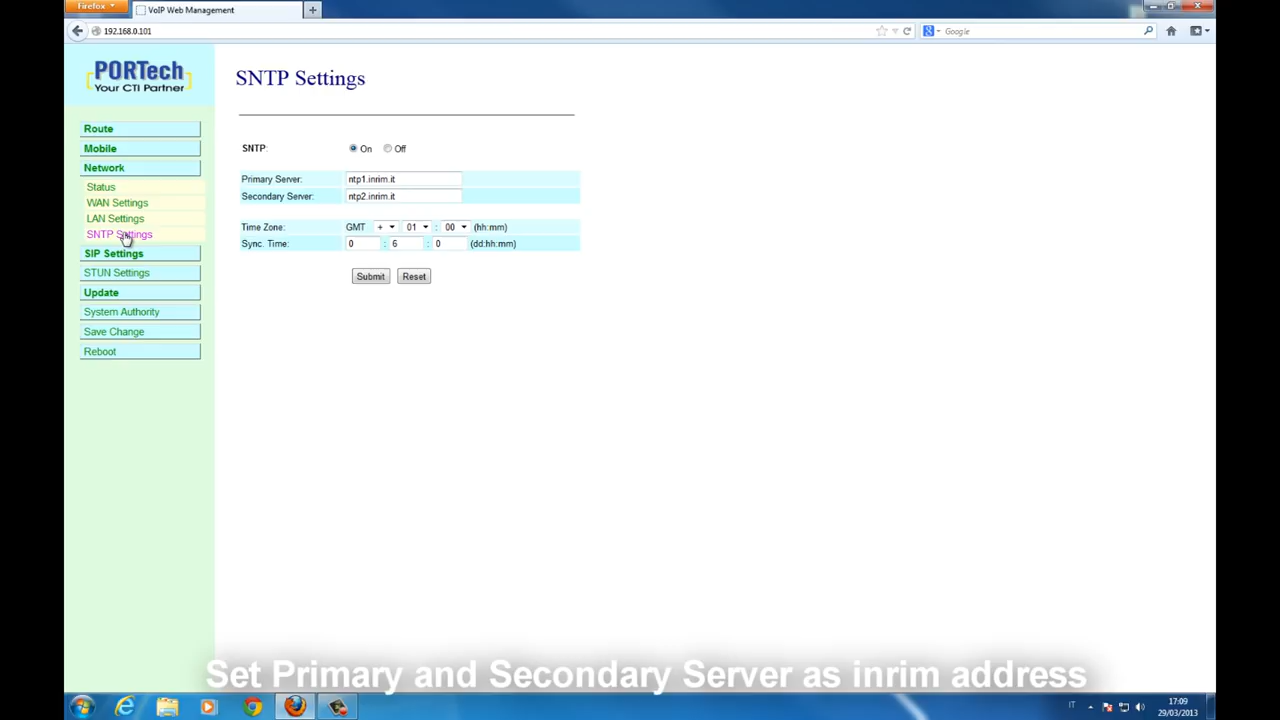 Firefox
VoIP Web Management
192.168.0.101
Google
PORTech
Your CTI Partner
SNTP Settings
Route
Mobile
Network
Status
WAN Settings
LAN Settings
SNTP Settings
SIP Settings
STUN Settings
Update
System Authority
Save Change
Reboot
SNTP: On Off
Primary Server: ntp1.inrim.it
Secondary Server: ntp2.inrim.it
Time Zone: GMT + 01 : 00 (hh:mm)
Sync. Time: 0 : 6 : 0 (dd:hh:mm)
Submit Reset
Set Primary and Secondary Server as inrim address
IT
17:09
29/03/2013